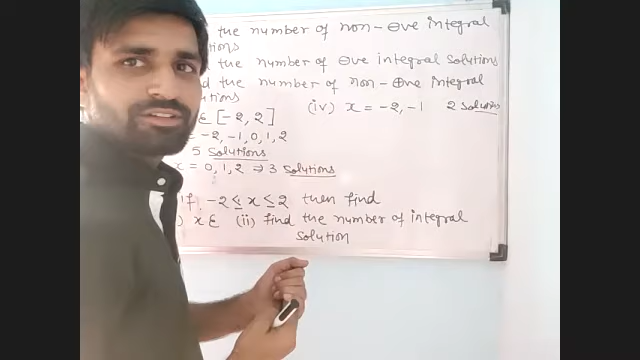 the number of non-⊖ve integral
tions
the number of ⊖ve integral solutions
d the number of non-⊕ve integral
utions
(iv) x = -2, -1 2 Solutions
ε [-2, 2]
= -2, -1, 0, 1, 2
5 Solutions
x = 0, 1, 2 ⇒ 3 Solutions
If -2 ≤ x ≤ 2 then find
) x ε (ii) find the number of integral
solution